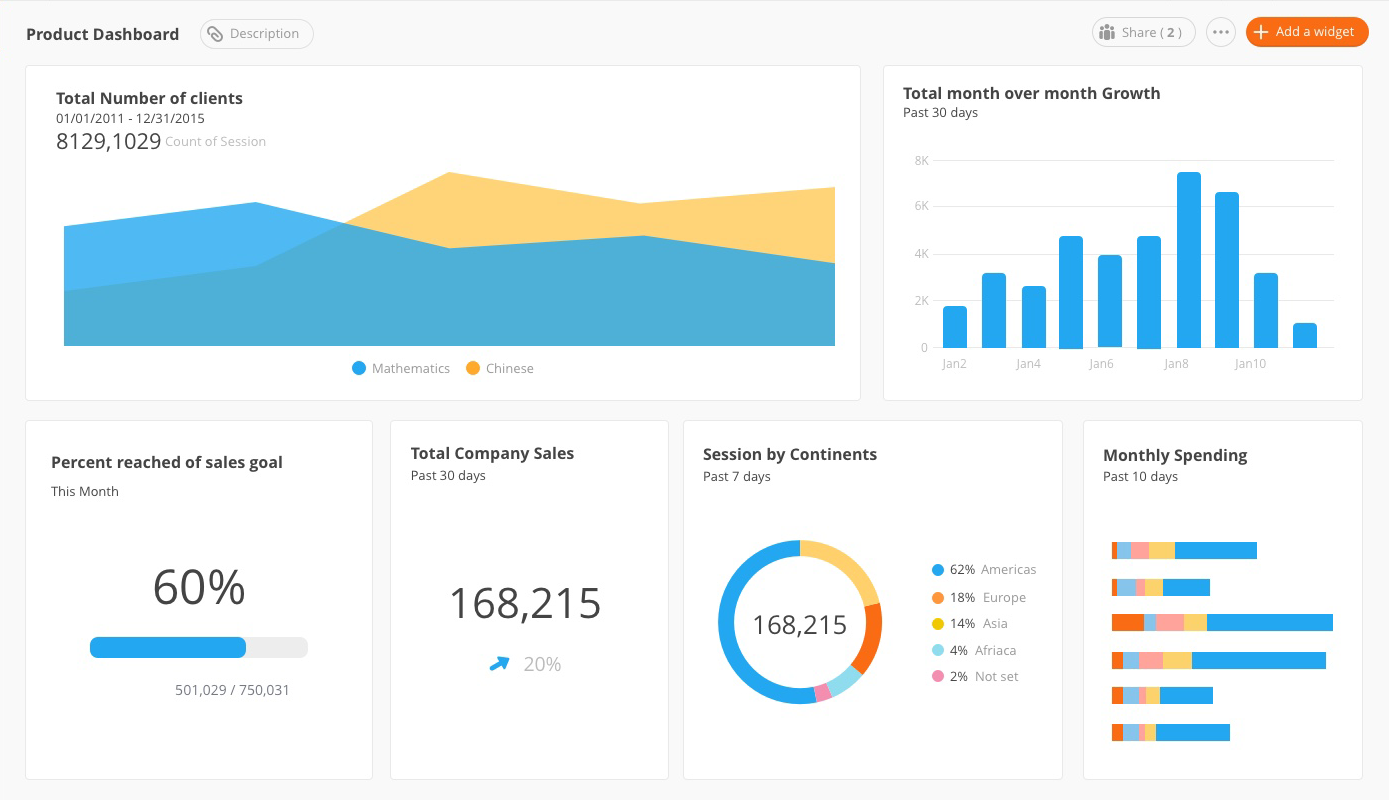 Product Dashboard
Description
Share ( 2 )
Add a widget
Total Number of clients
01/01/2011 - 12/31/2015
8129,1029 Count of Session
Mathematics
Chinese
Total month over month Growth
Past 30 days
8K
6K
4K
2K
0
Jan2 Jan4 Jan6 Jan8 Jan10
Percent reached of sales goal
This Month
60%
501,029 / 750,031
Total Company Sales
Past 30 days
168,215
20%
Session by Continents
Past 7 days
168,215
62% Americas
18% Europe
14% Asia
4% Afriaca
2% Not set
Monthly Spending
Past 10 days